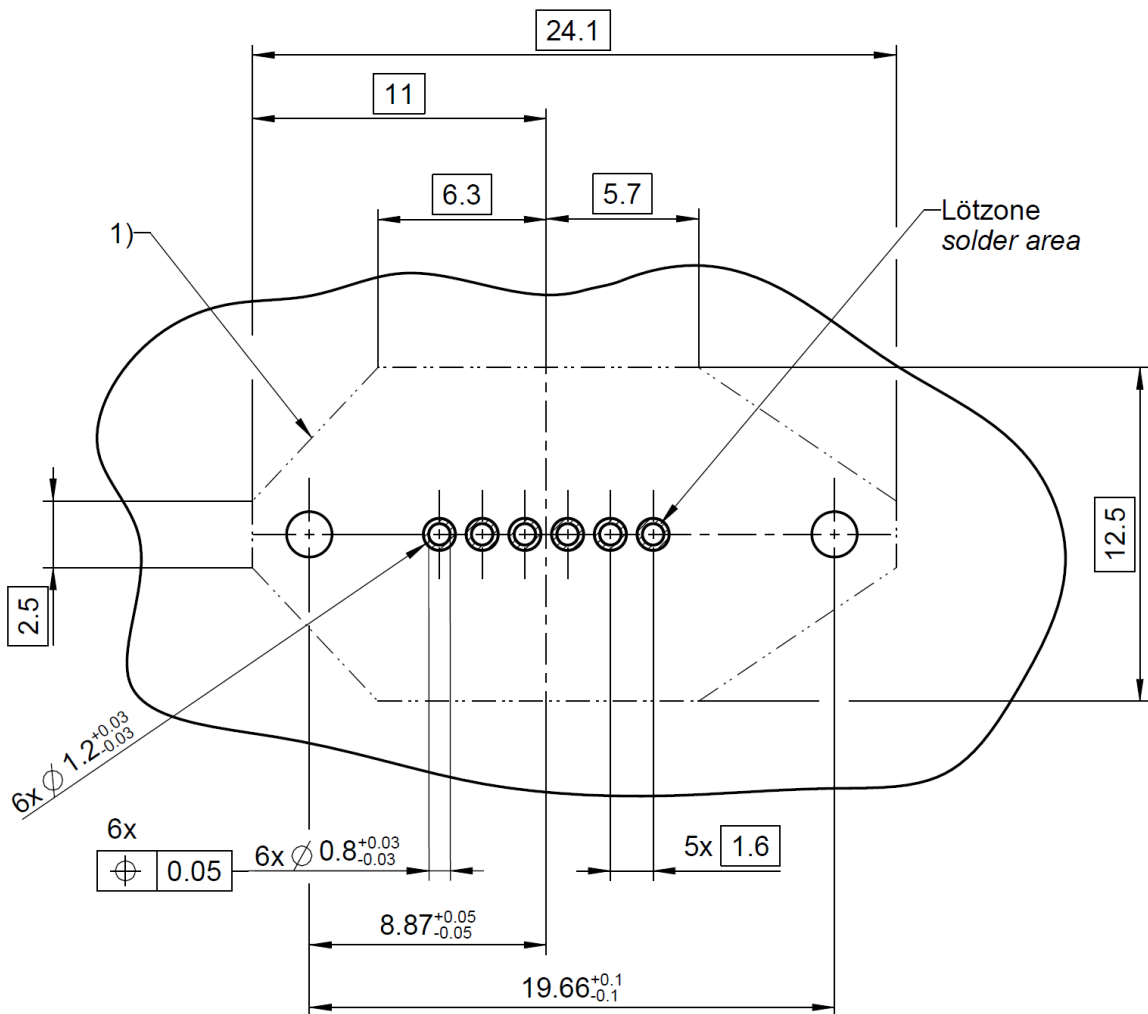 24.1
11
6.3
5.7
1)
Lötzone
solder area
12.5
2.5
6x ∅ 1.2 +0.03 -0.03
6x
⌖ 0.05
6x ∅ 0.8 +0.03 -0.03
5x 1.6
8.87 +0.05 -0.05
19.66 +0.1 -0.1